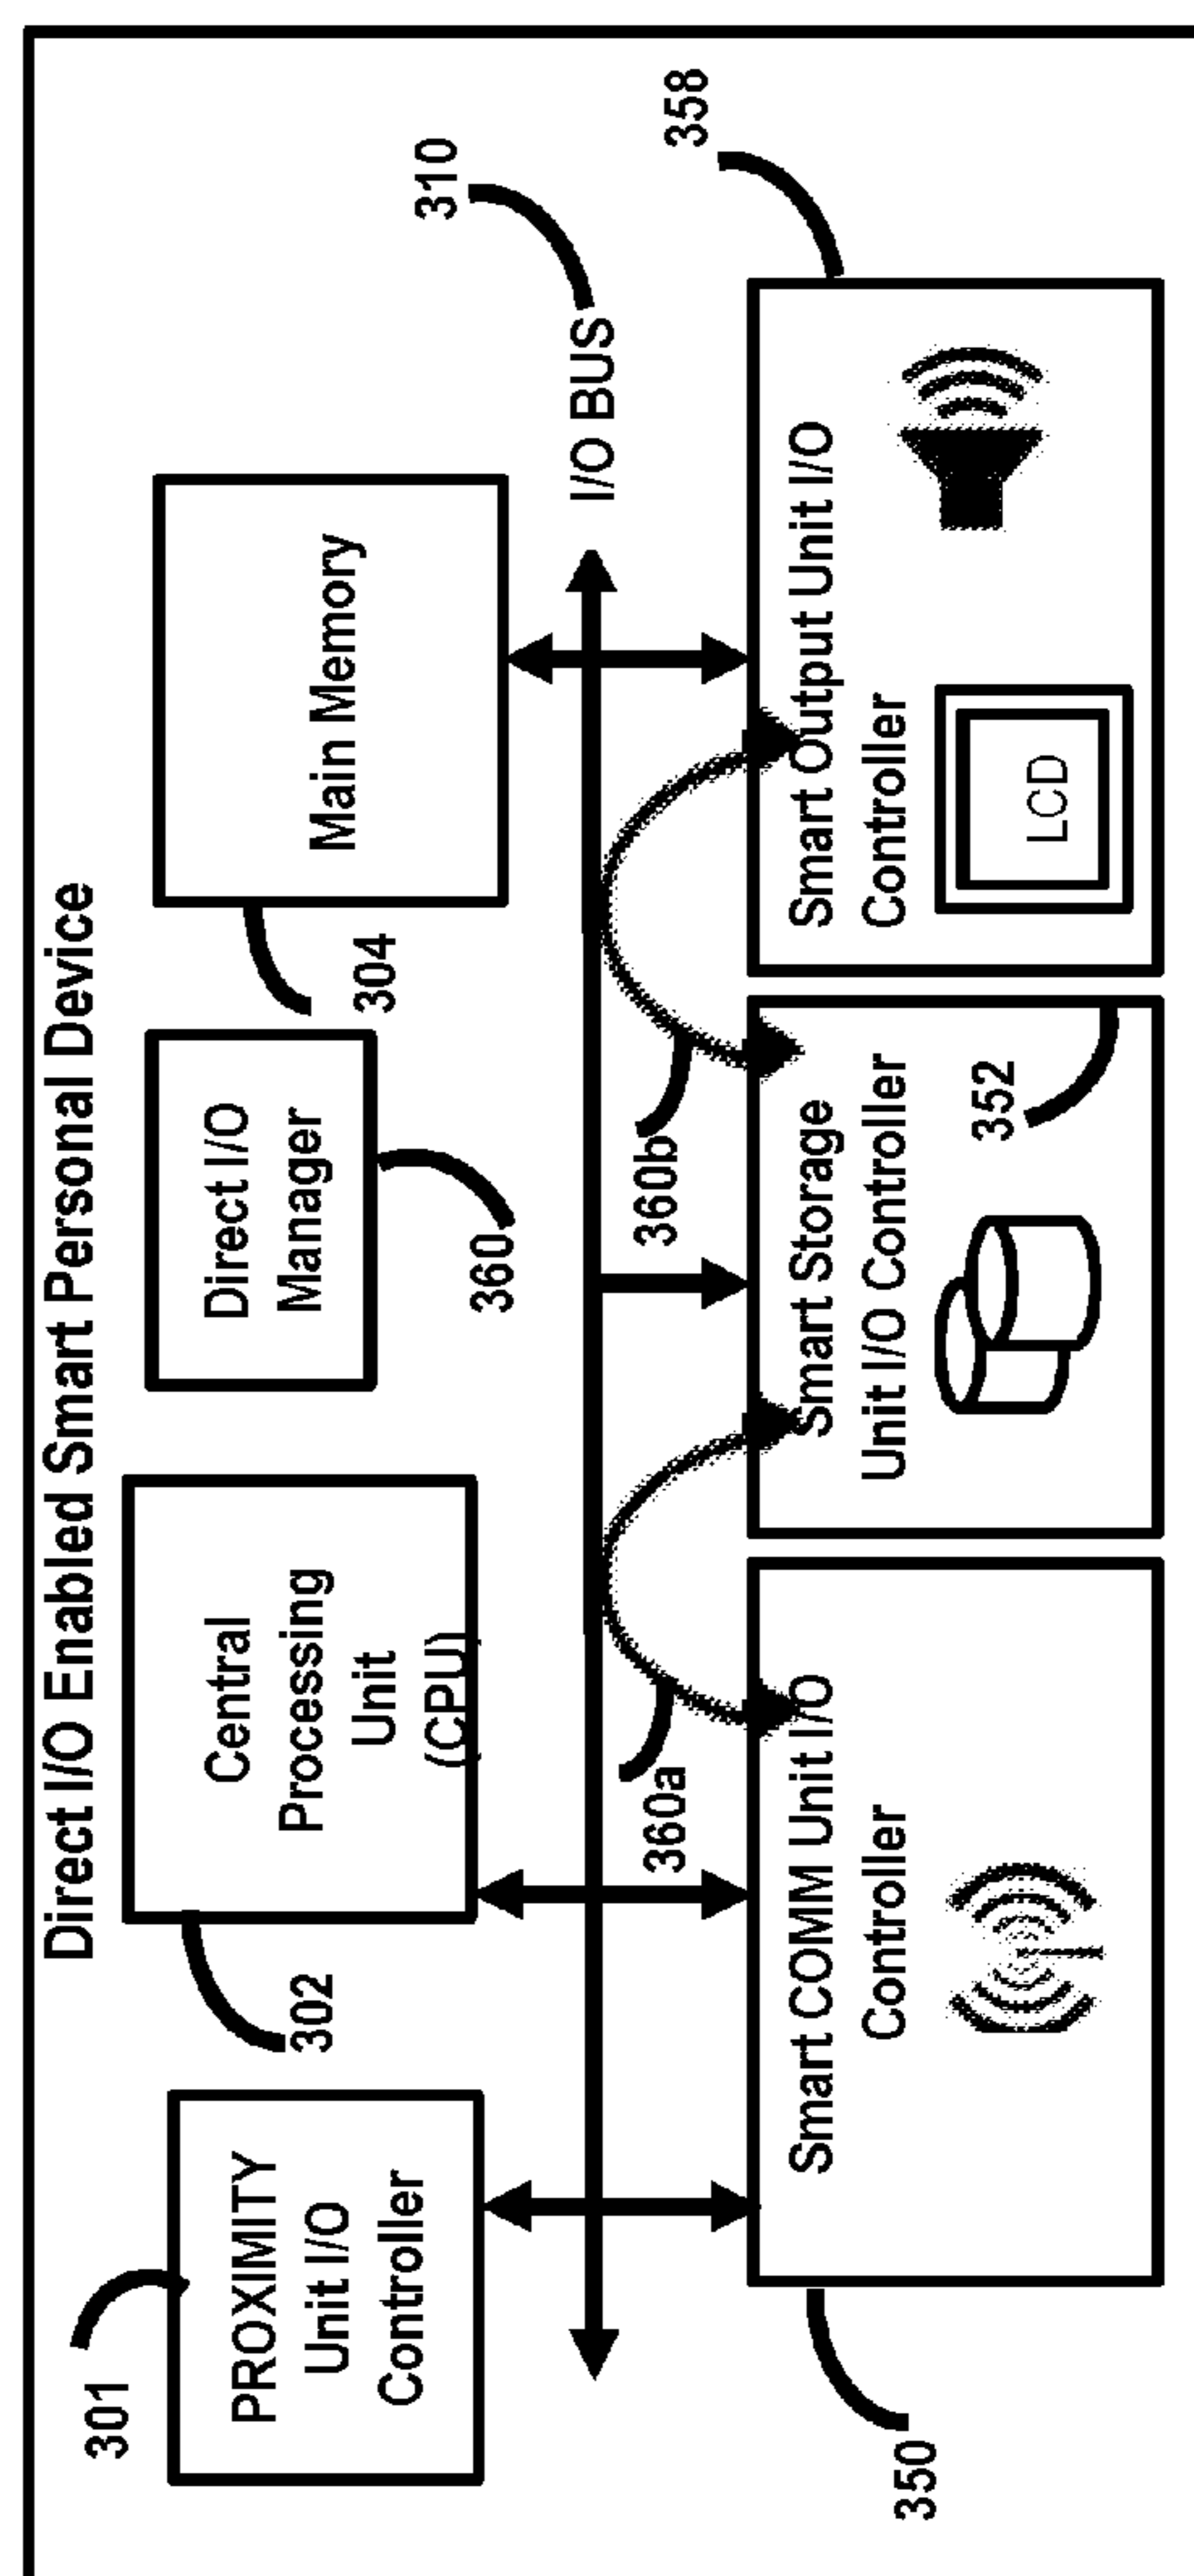 Direct I/O Enabled Smart Personal Device
301
PROXIMITY
Unit I/O
Controller
302
Central
Processing
Unit
(CPU)
Direct I/O
Manager
360
304
Main Memory
310
I/O BUS
360a
360b
358
350
Smart COMM Unit I/O
Controller
Smart Storage
Unit I/O Controller
352
Smart Output Unit I/O
Controller
LCD